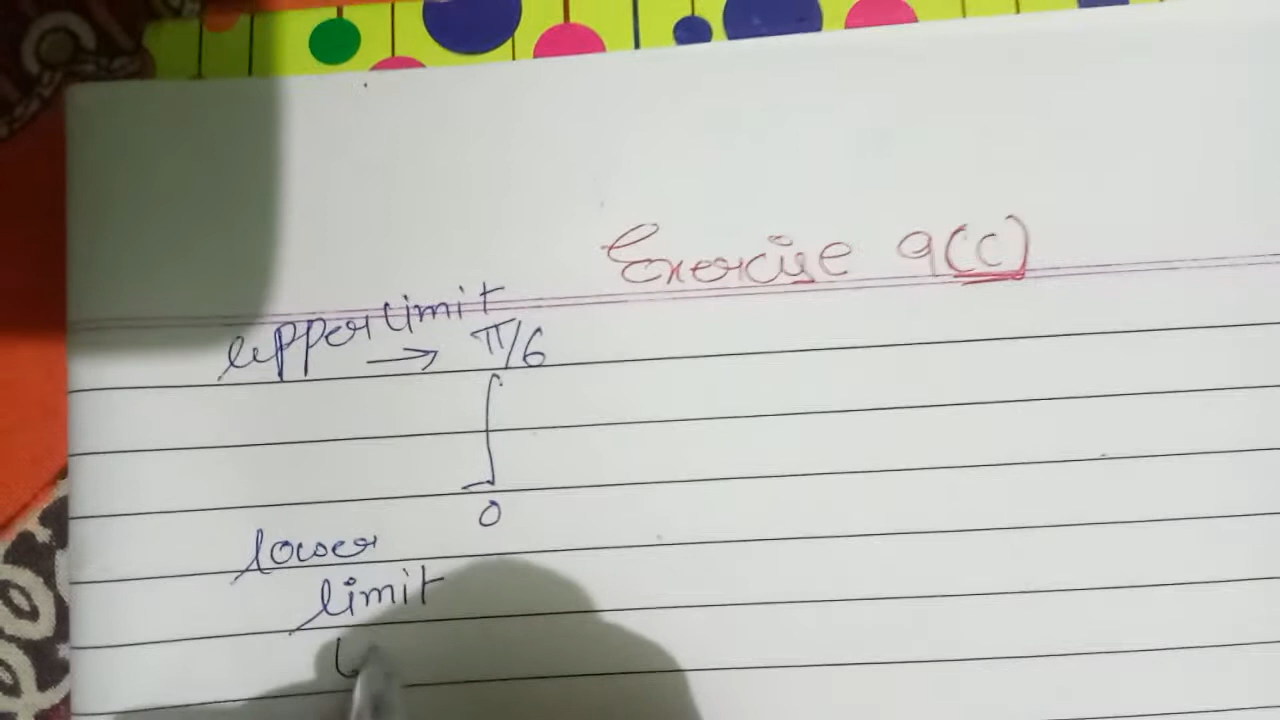 Exercise 9(C)
upper limit
→ π/6
∫
0
lower
limit